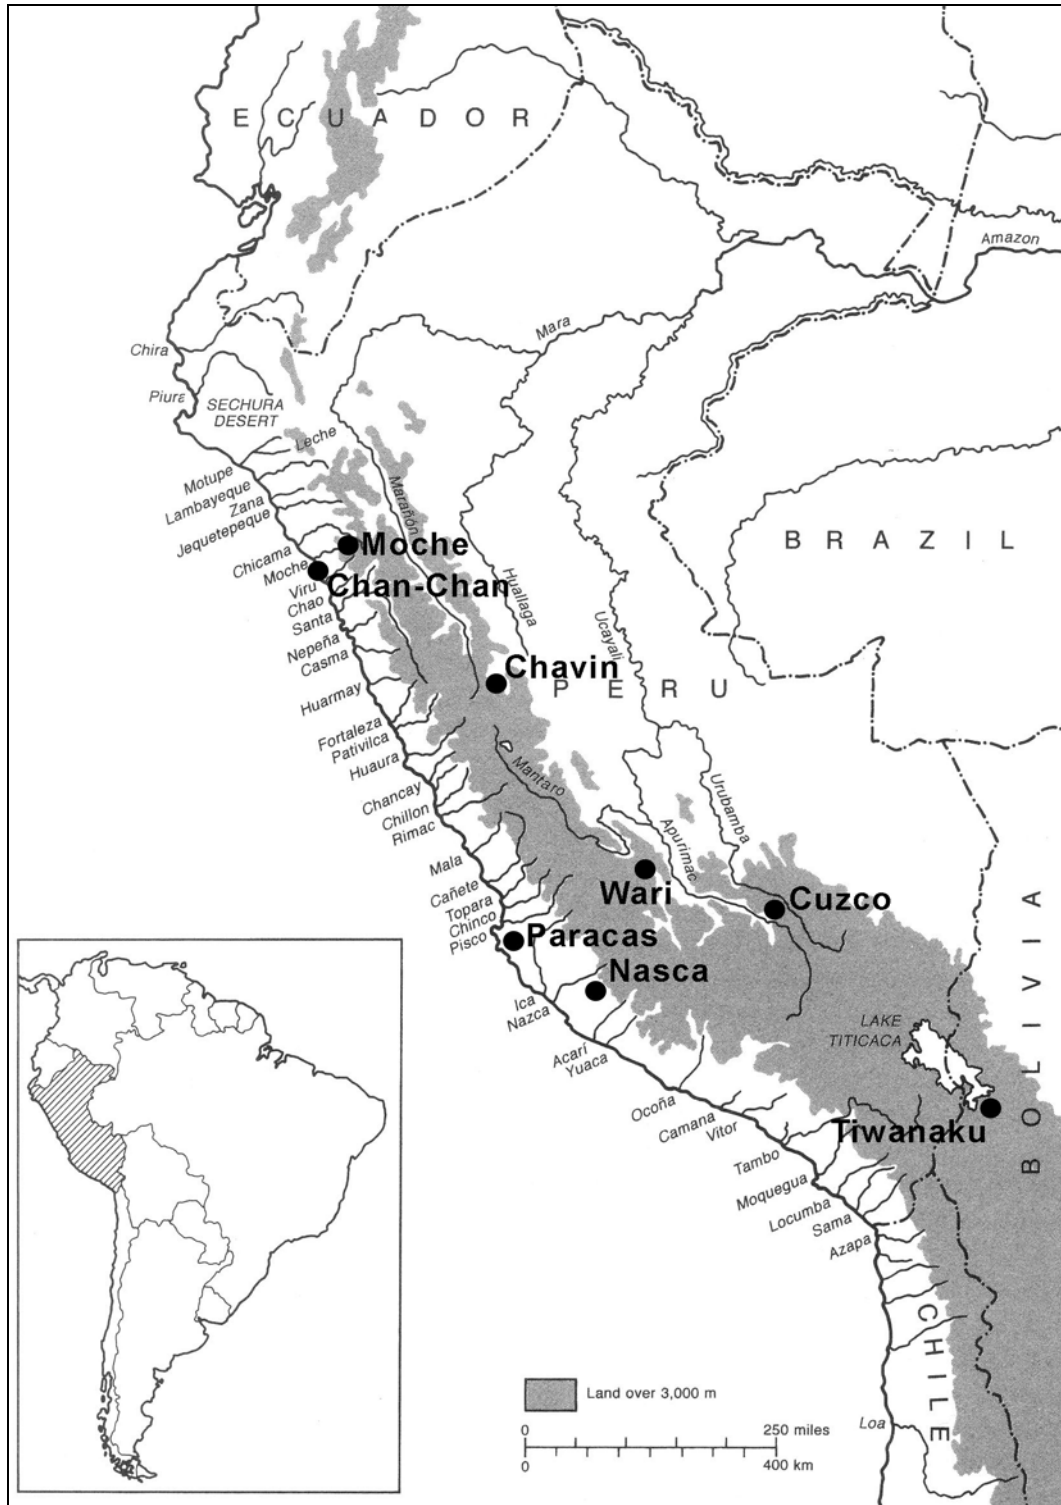 ECUADOR
Amazon
Mara
Chira
Piura
SECHURA
DESERT
Leche
Motupe
Lambayeque
Zana
Jequetepeque
Marañón
BRAZIL
Chicama
Moche
Moche
Viru
Chan-Chan
Chao
Santa
Huallaga
Ucayali
Nepeña
Casma
Chavin
PERU
Huarmay
Fortaleza
Pativilca
Huaura
Mantaro
Urubamba
Chancay
Chillon
Rimac
Apurimac
Mala
Wari
Cuzco
Cañete
Topara
Chinco
Pisco
Paracas
Nasca
BOLIVIA
Ica
Nazca
LAKE
TITICACA
Acarí
Yuaca
Ocoña
Camana
Vitor
Tiwanaku
Tambo
Moquegua
Locumba
Sama
Azapa
CHILE
Land over 3,000 m
Loa
0 250 miles
0 400 km